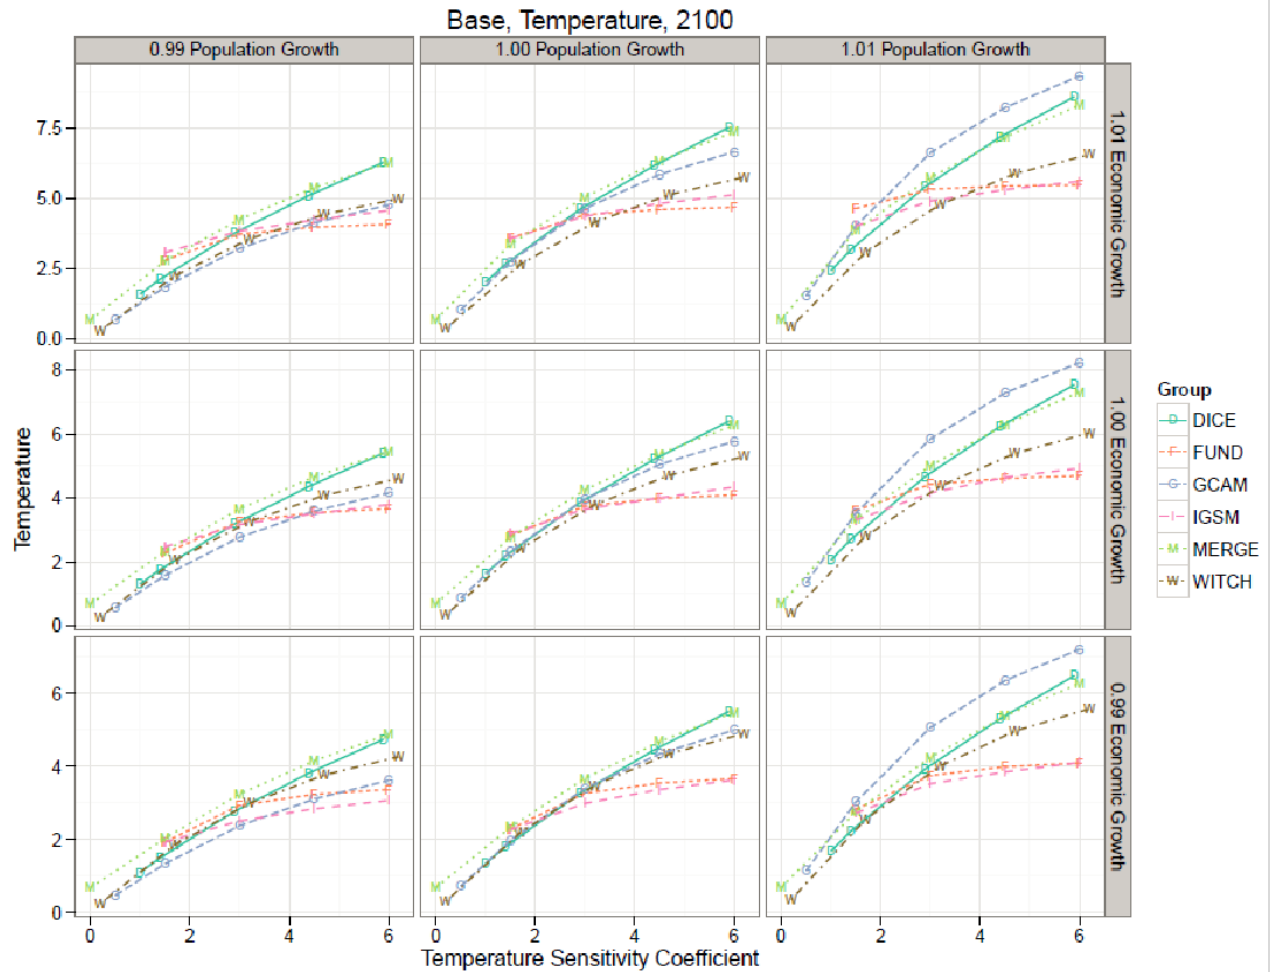 Base, Temperature, 2100
0.99 Population Growth
1.00 Population Growth
1.01 Population Growth
7.5
5.0
2.5
0.0
1.01 Economic Growth
8
6
4
2
0
1.00 Economic Growth
6
4
2
0
0.99 Economic Growth
Temperature
0 2 4 6
0 2 4 6
0 2 4 6
Temperature Sensitivity Coefficient
Group
D DICE
F FUND
G GCAM
I IGSM
M MERGE
W WITCH